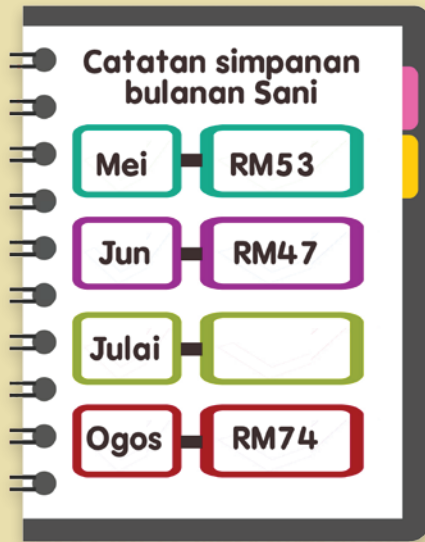 Catatan simpanan
bulanan Sani
Mei - RM53
Jun - RM47
Julai -
Ogos - RM74